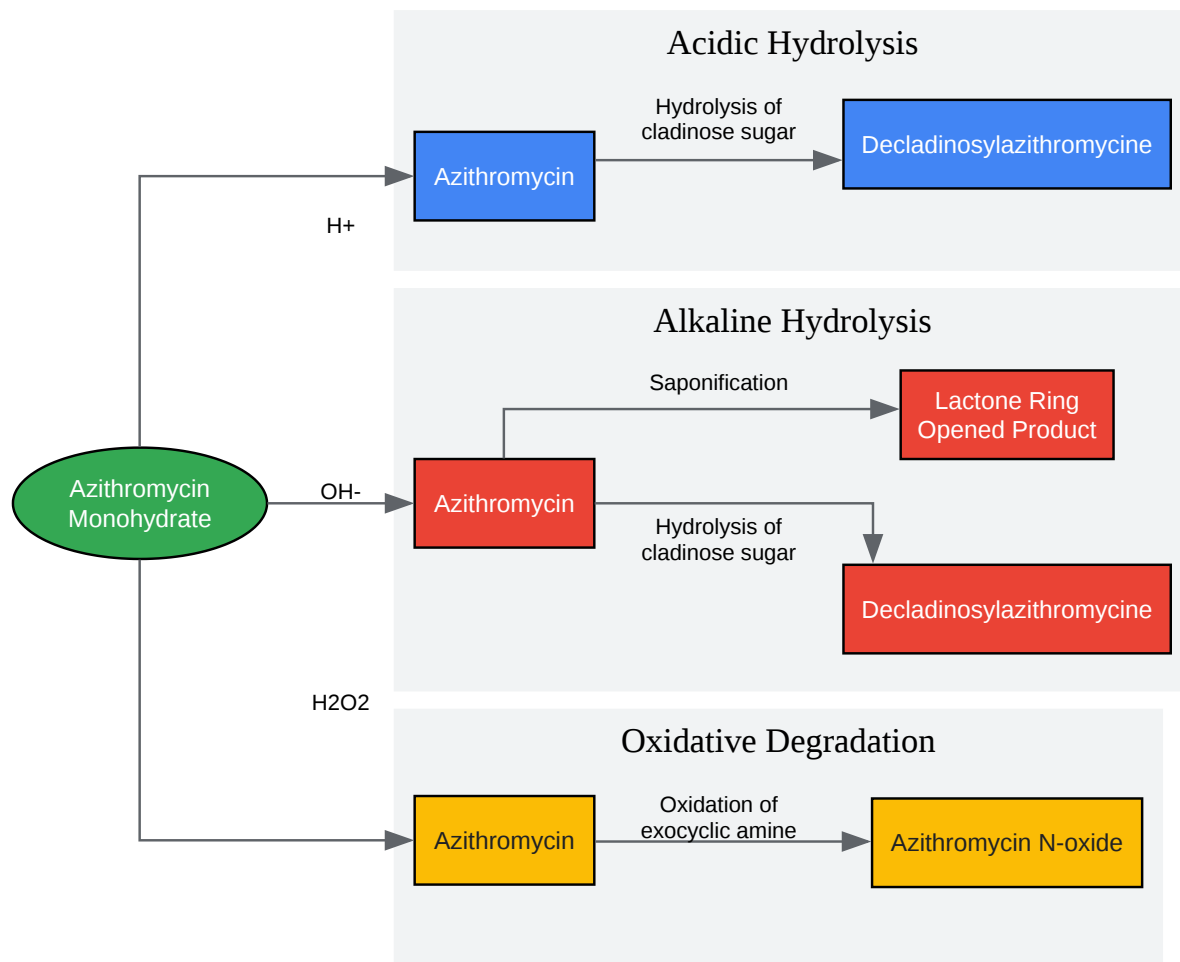 Acidic Hydrolysis
Hydrolysis of
cladinose sugar
Azithromycin
Decladinosylazithromycine
H+
Alkaline Hydrolysis
Saponification
Lactone Ring
Opened Product
Azithromycin
Monohydrate
OH-
Azithromycin
Hydrolysis of
cladinose sugar
Decladinosylazithromycine
H2O2
Oxidative Degradation
Azithromycin
Oxidation of
exocyclic amine
Azithromycin N-oxide